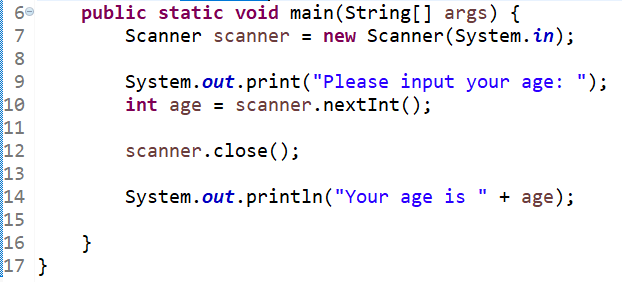 6 public static void main(String[] args) {
7 Scanner scanner = new Scanner(System.in);
8
9 System.out.print("Please input your age: ");
10 int age = scanner.nextInt();
11
12 scanner.close();
13
14 System.out.println("Your age is " + age);
15
16 }
17 }